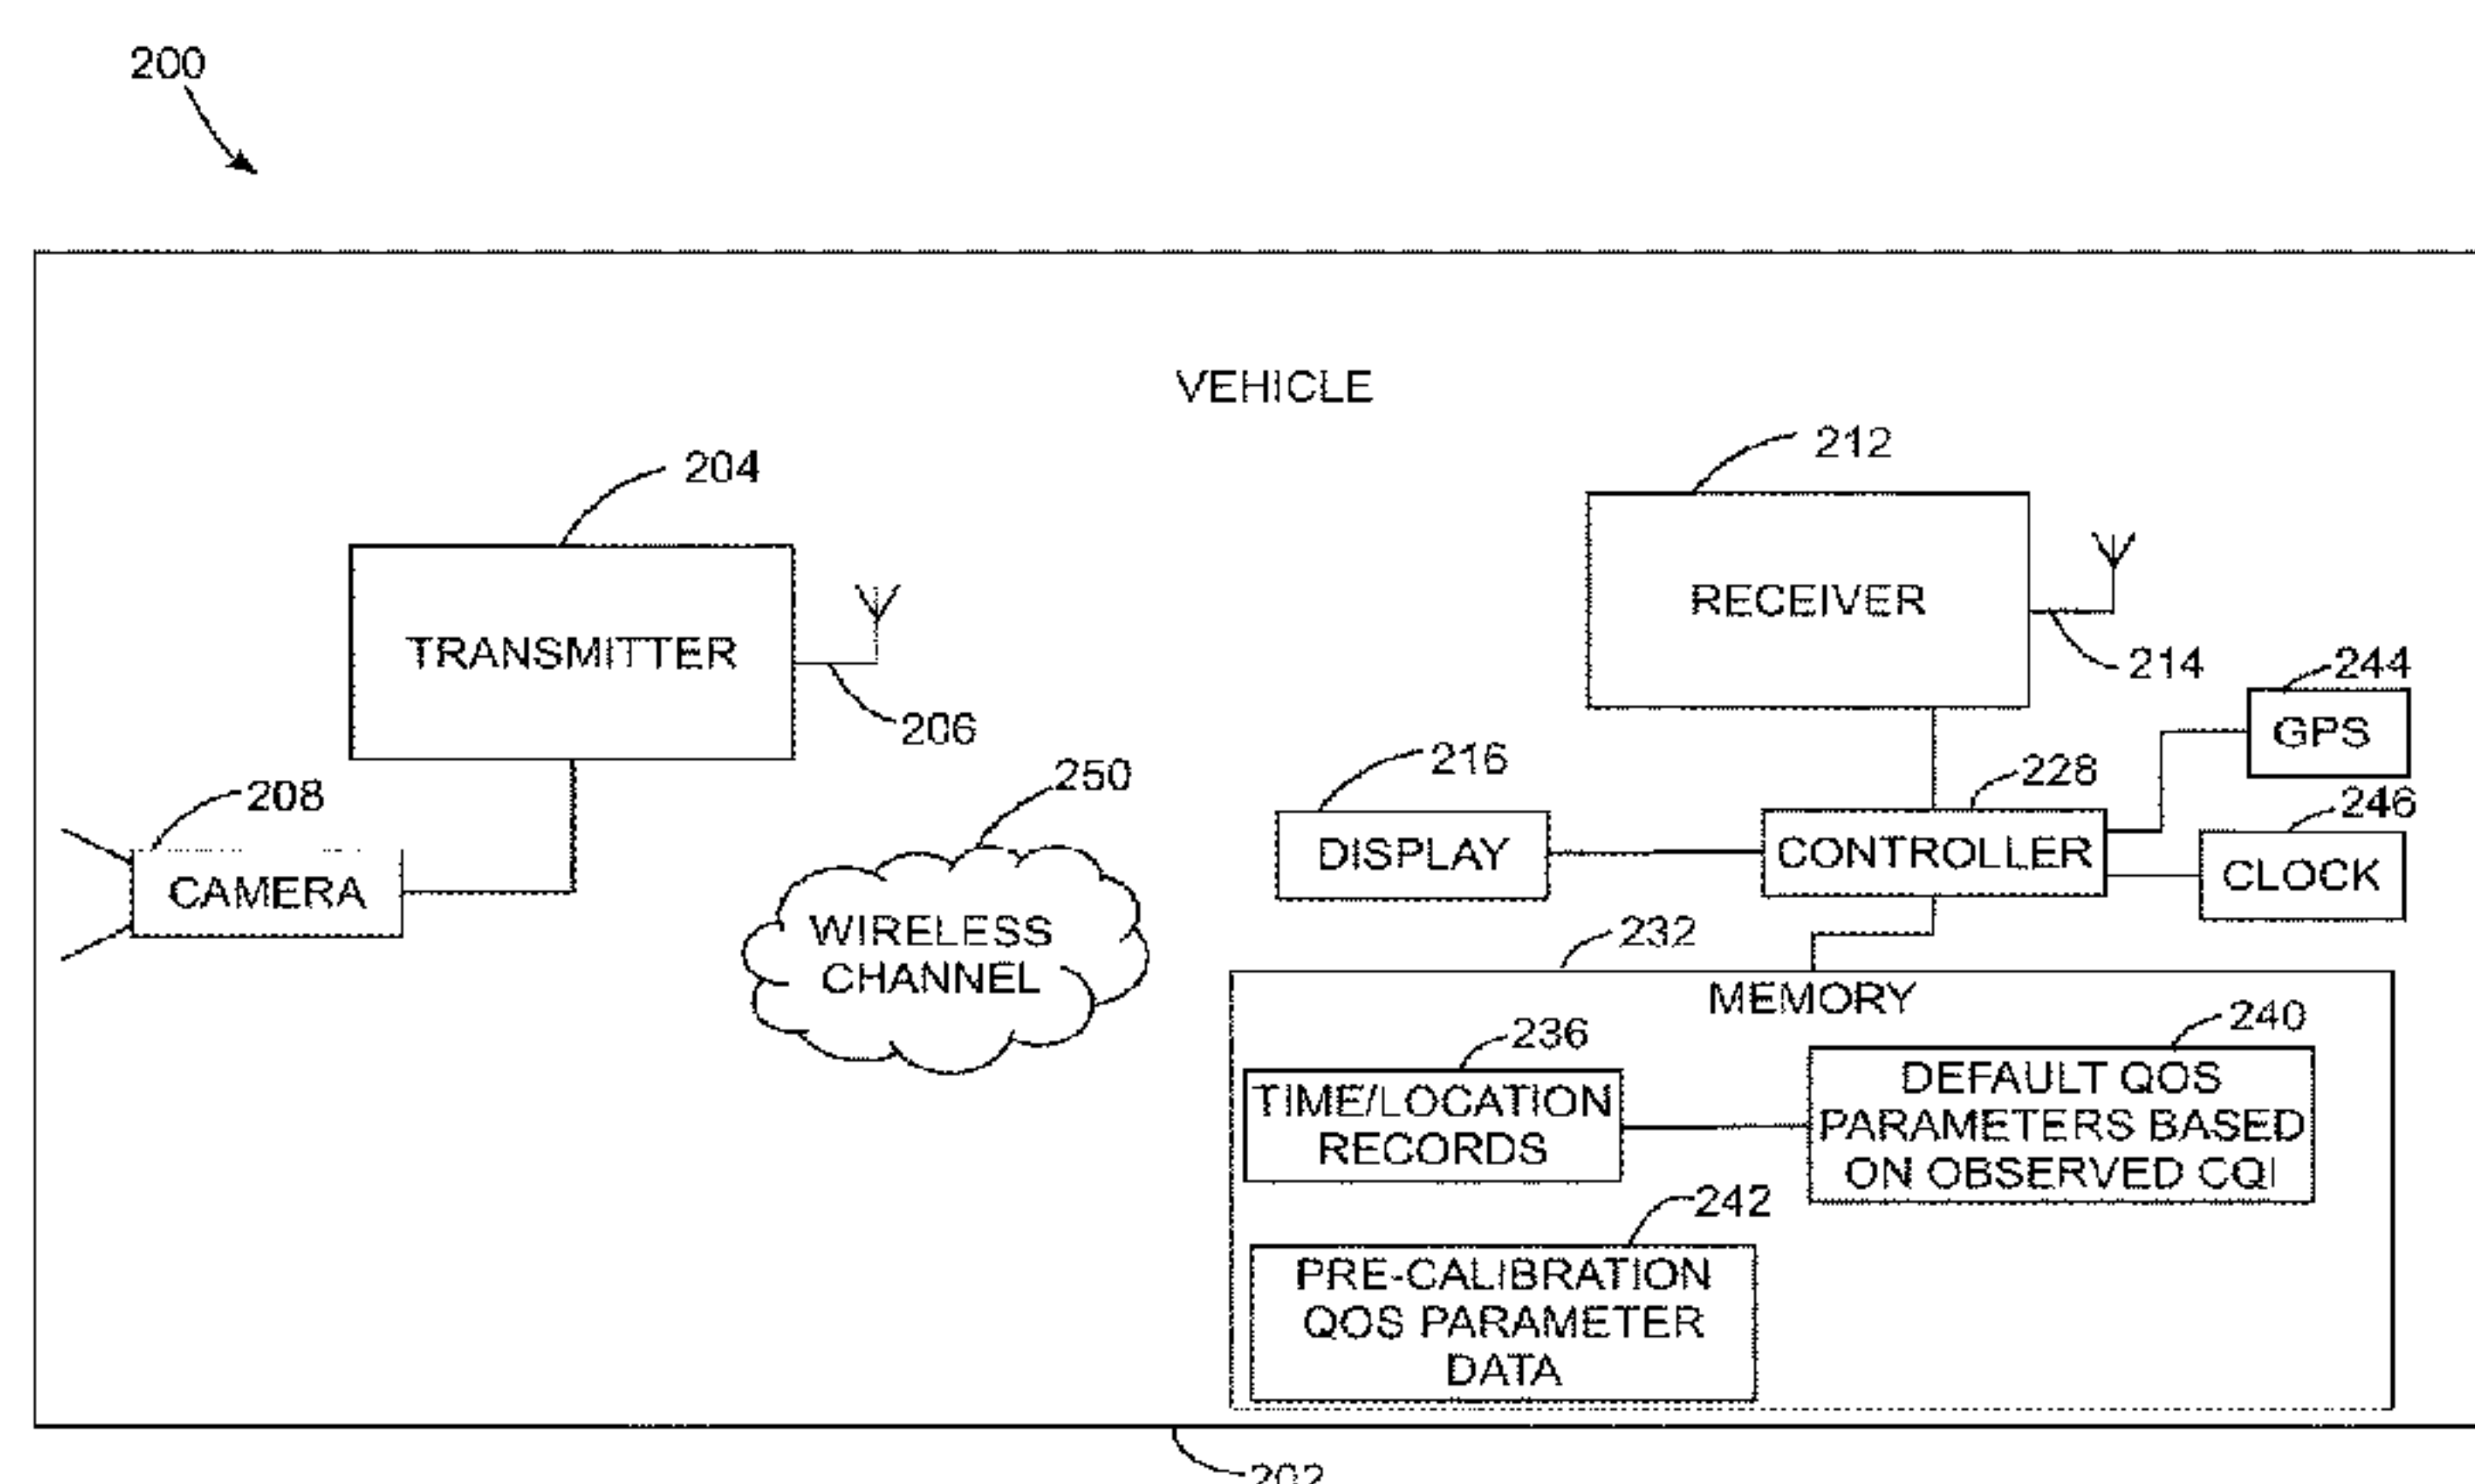 200
VEHICLE
204
TRANSMITTER
206
208
CAMERA
250
WIRELESS
CHANNEL
212
RECEIVER
214
244
GPS
216
DISPLAY
228
CONTROLLER
246
CLOCK
232
MEMORY
236
TIME/LOCATION
RECORDS
240
DEFAULT QOS
PARAMETERS BASED
ON OBSERVED CQI
242
PRE-CALIBRATION
QOS PARAMETER
DATA
202